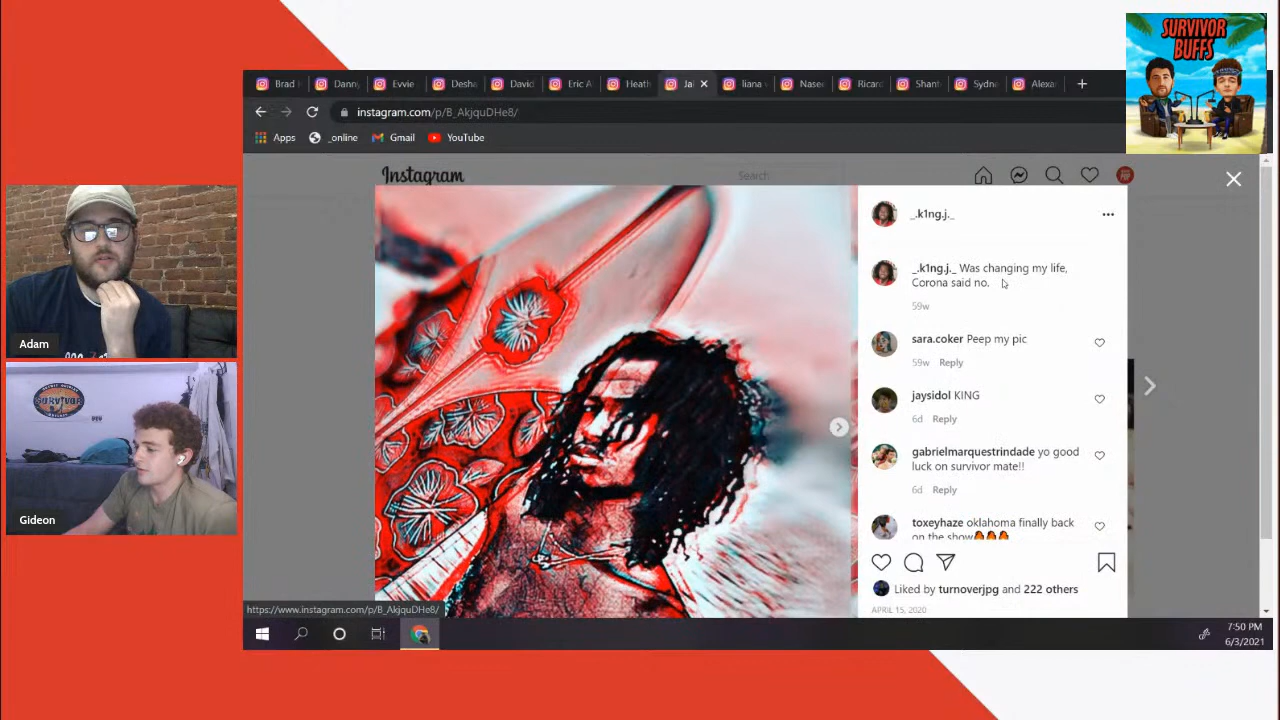 SURVIVOR
BUFFS
Brad
Danny
Evvie
Desha
David
Eric A
Heath
Ja
liana v
Nasee
Ricard
Shant
Sydne
Alexa
instagram.com/p/B_AkjquDHe8/
Apps
_online
Gmail
YouTube
Instagram
Search
_.k1ng.j._
_.k1ng.j._ Was changing my life,
Corona said no.
59w
sara.coker Peep my pic
59w Reply
jaysidol KING
6d Reply
gabrielmarquestrindade yo good
luck on survivor mate!!
6d Reply
toxeyhaze oklahoma finally back
on the show🔥🔥🔥
Liked by turnoverjpg and 222 others
APRIL 15, 2020
https://www.instagram.com/p/B_AkjquDHe8/
7:50 PM
6/3/2021
Adam
SURVIVOR
Gideon